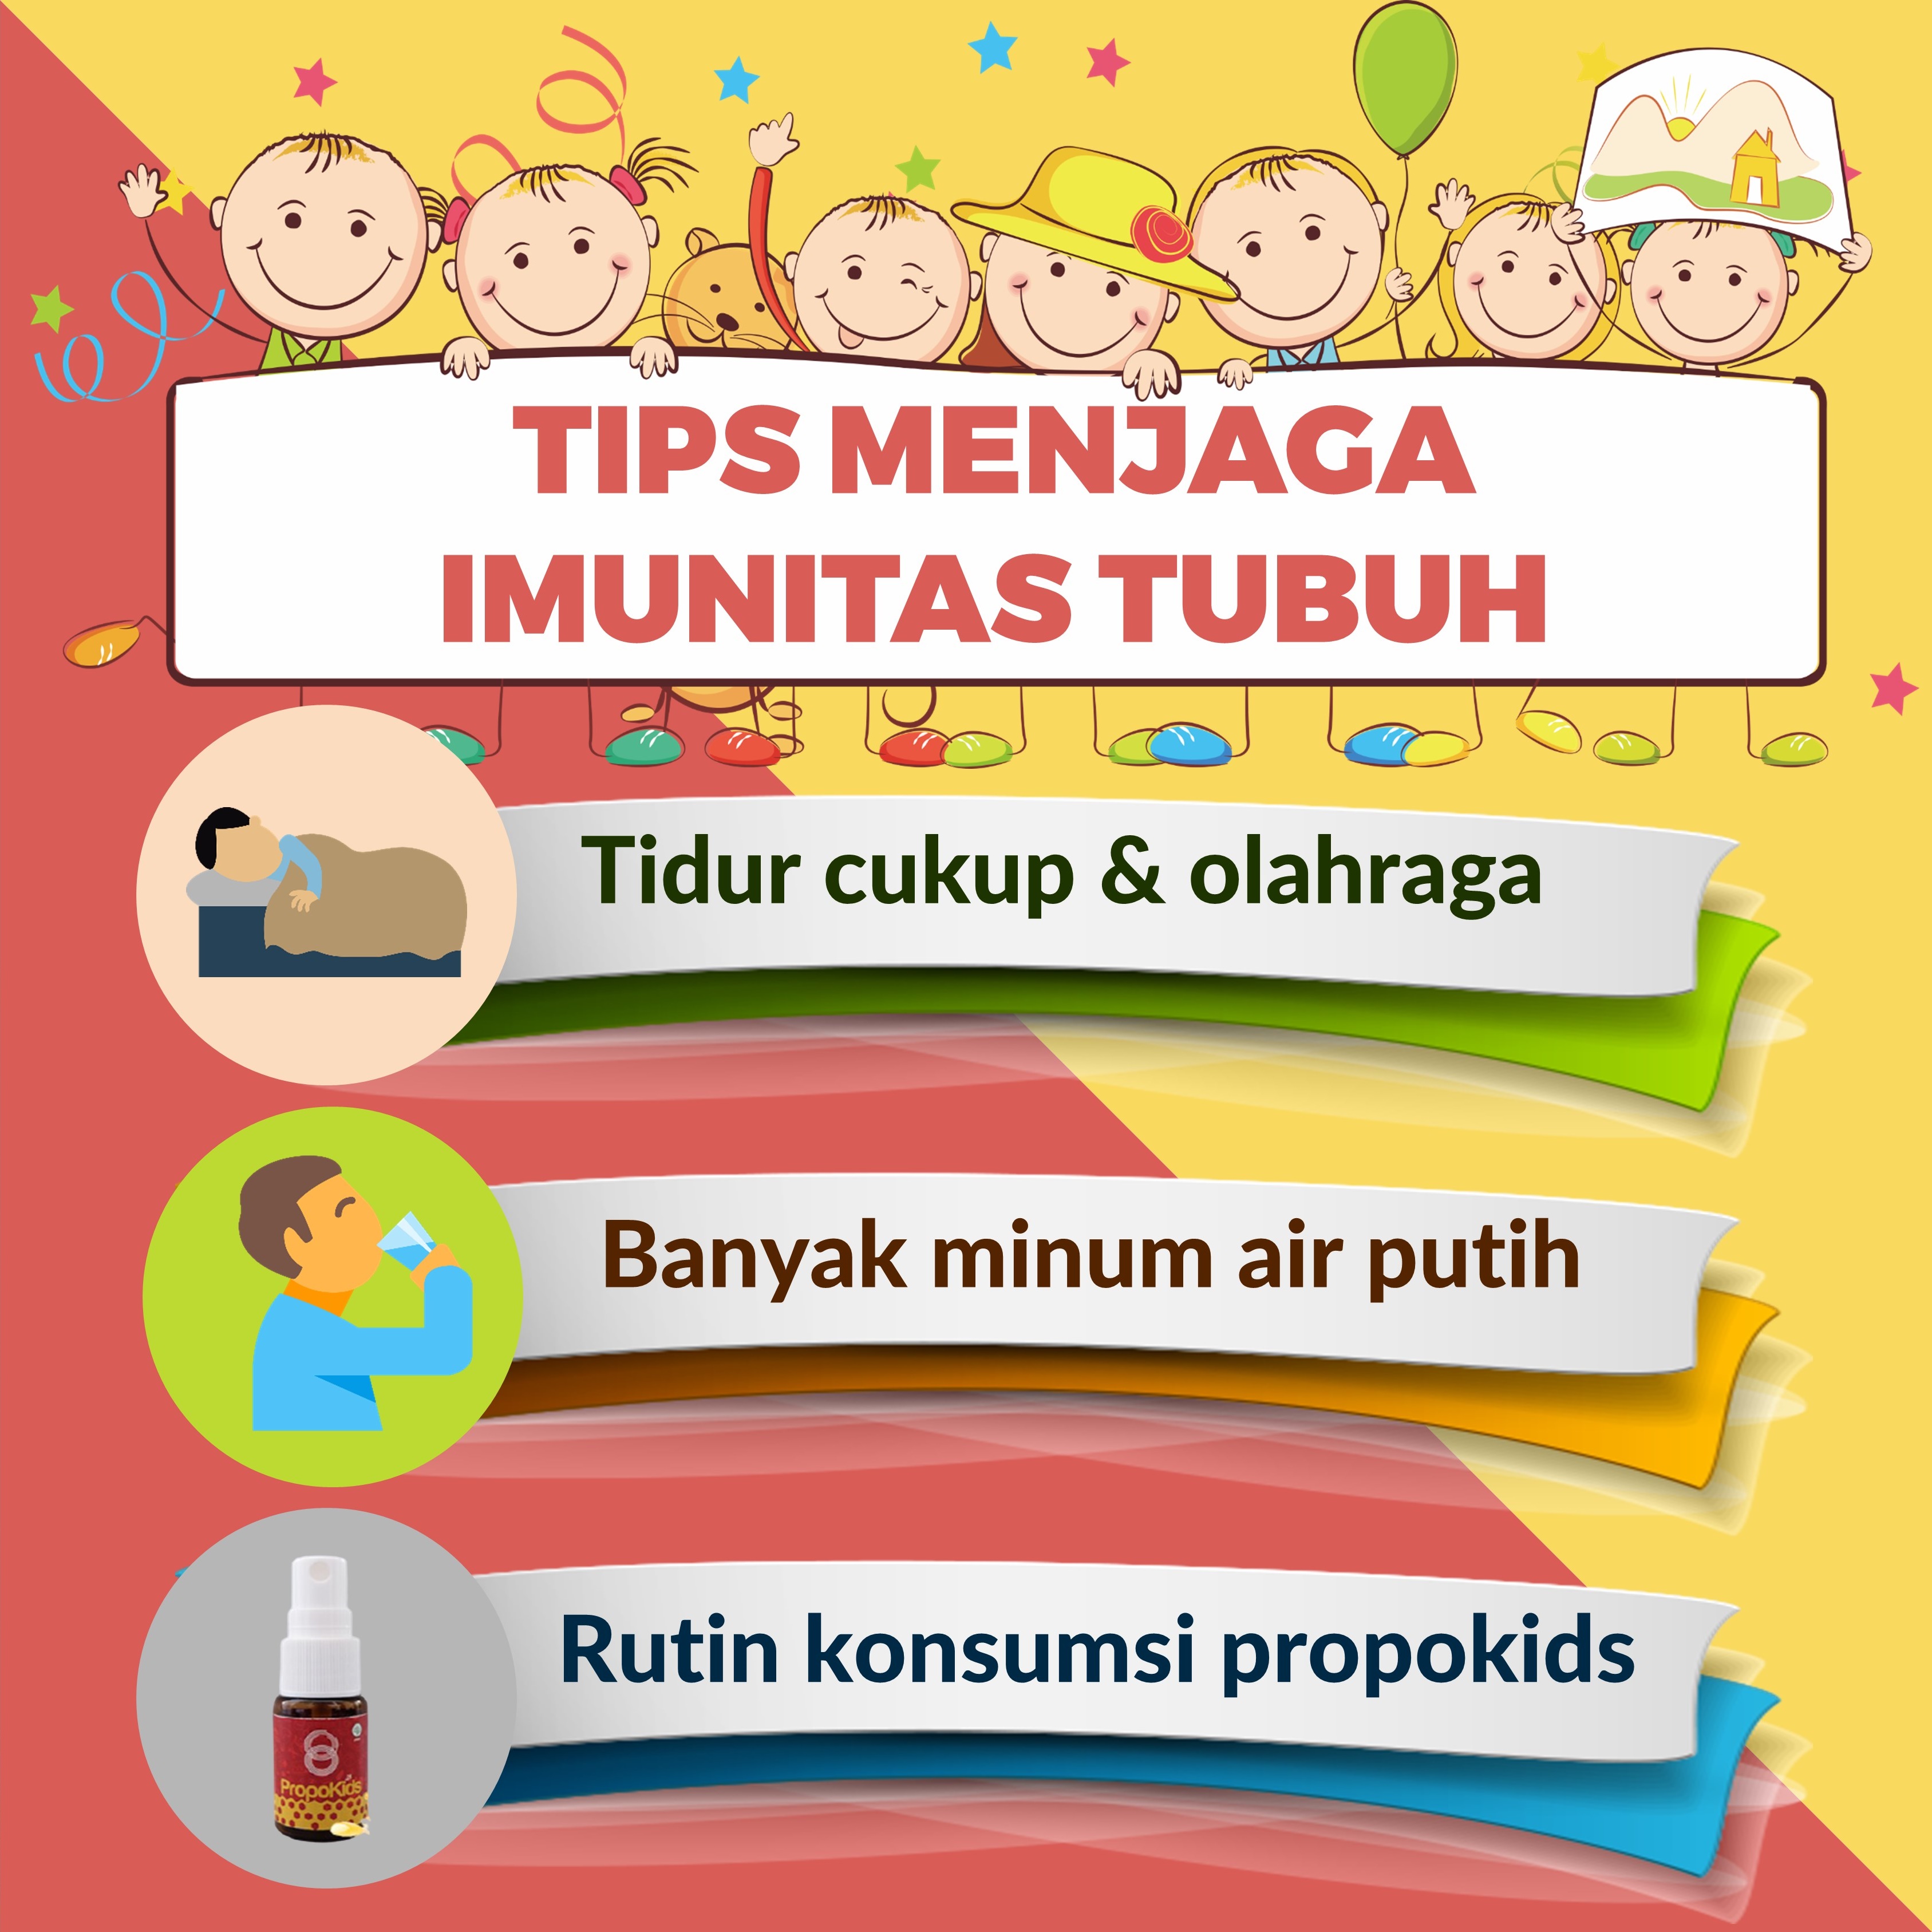 TIPS MENJAGA
IMUNITAS TUBUH
Tidur cukup & olahraga
Banyak minum air putih
Rutin konsumsi propokids
PropoKids